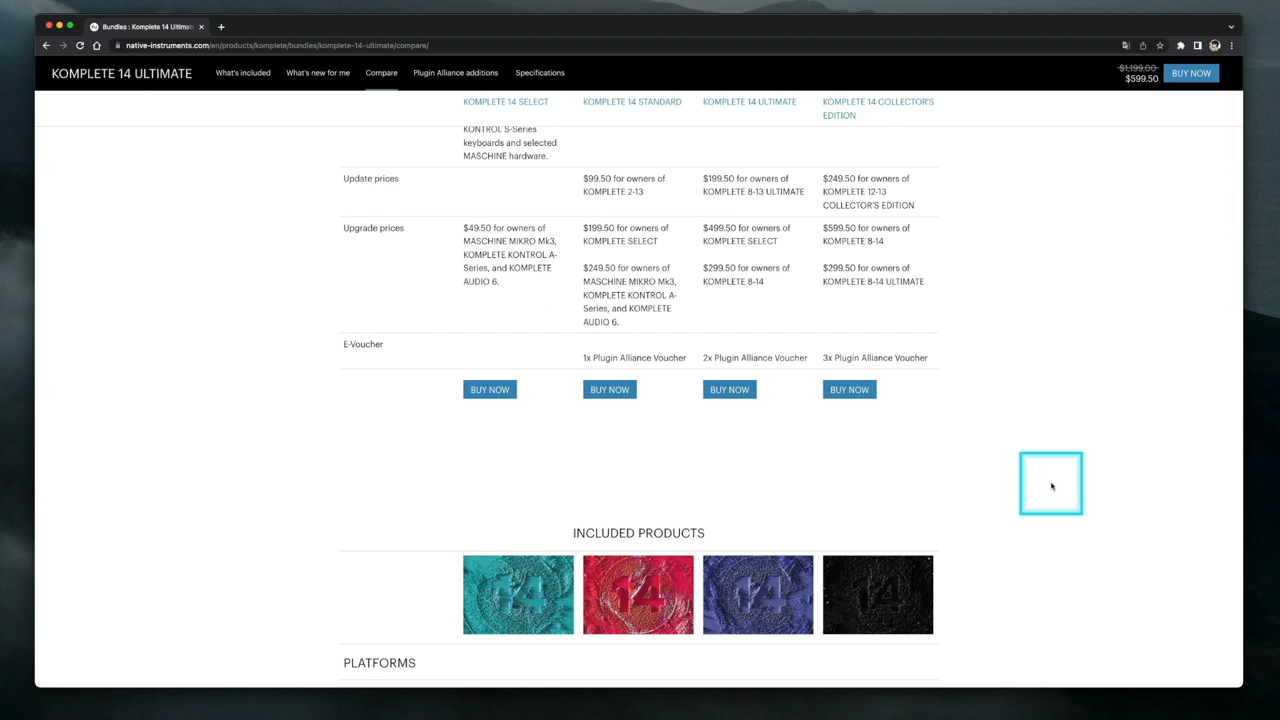 Bundles : Komplete 14 Ultimat
native-instruments.com/en/products/komplete/bundles/komplete-14-ultimate/compare/
KOMPLETE 14 ULTIMATE
What's included
What's new for me
Compare
Plugin Alliance additions
Specifications
$1,199.00
$599.50
BUY NOW
KOMPLETE 14 SELECT
KOMPLETE 14 STANDARD
KOMPLETE 14 ULTIMATE
KOMPLETE 14 COLLECTOR'S
EDITION
KONTROL S-Series
keyboards and selected
MASCHINE hardware.
Update prices
$99.50 for owners of
KOMPLETE 2-13
$199.50 for owners of
KOMPLETE 8-13 ULTIMATE
$249.50 for owners of
KOMPLETE 12-13
COLLECTOR'S EDITION
Upgrade prices
$49.50 for owners of
MASCHINE MIKRO Mk3,
KOMPLETE KONTROL A-
Series, and KOMPLETE
AUDIO 6.
$199.50 for owners of
KOMPLETE SELECT
$249.50 for owners of
MASCHINE MIKRO Mk3,
KOMPLETE KONTROL A-
Series, and KOMPLETE
AUDIO 6.
$499.50 for owners of
KOMPLETE SELECT
$299.50 for owners of
KOMPLETE 8-14
$599.50 for owners of
KOMPLETE 8-14
$299.50 for owners of
KOMPLETE 8-14 ULTIMATE
E-Voucher
1x Plugin Alliance Voucher
2x Plugin Alliance Voucher
3x Plugin Alliance Voucher
BUY NOW
BUY NOW
BUY NOW
BUY NOW
INCLUDED PRODUCTS
14
14
14
14
PLATFORMS